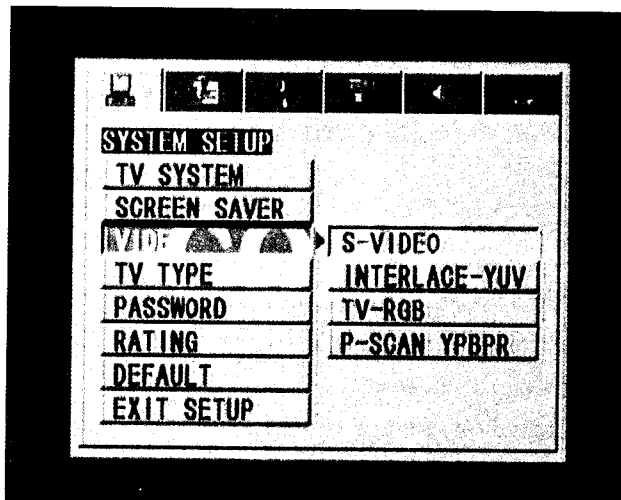 SYSTEM SETUP
TV SYSTEM
SCREEN SAVER
S-VIDEO
TV TYPE
INTERLACE-YUV
PASSWORD
TV-RGB
RATING
P-SCAN YPBPR
DEFAULT
EXIT SETUP